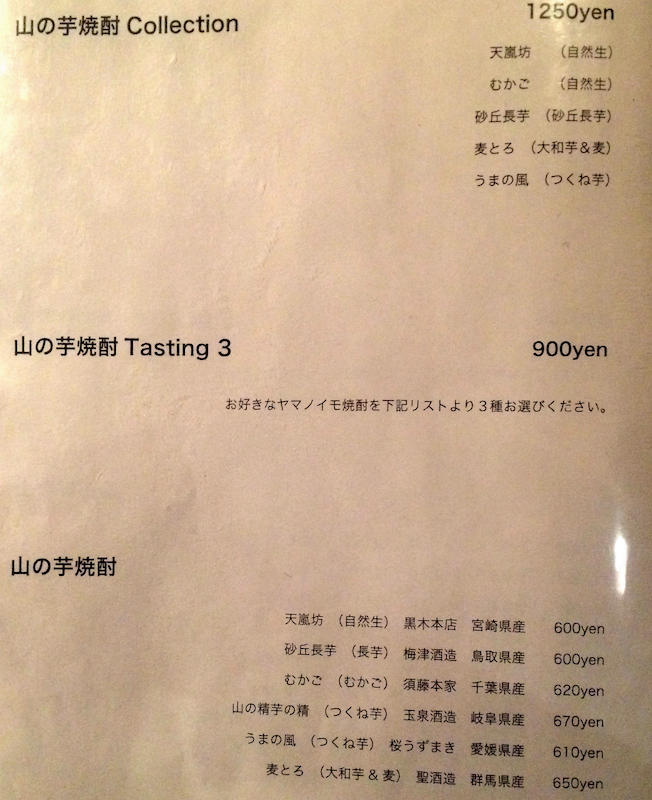 山の芋焼酎 Collection 1250yen
天嵐坊 （自然生）
むかご （自然生）
砂丘長芋 （砂丘長芋）
麦とろ （大和芋＆麦）
うまの風 （つくね芋）
山の芋焼酎 Tasting 3 900yen
お好きなヤマノイモ焼酎を下記リストより３種お選びください。
山の芋焼酎
天嵐坊 （自然生） 黒木本店 宮崎県産 600yen
砂丘長芋 （長芋） 梅津酒造 鳥取県産 600yen
むかご （むかご） 須藤本家 千葉県産 620yen
山の精芋の精 （つくね芋） 玉泉酒造 岐阜県産 670yen
うまの風 （つくね芋） 桜うずまき 愛媛県産 610yen
麦とろ （大和芋 & 麦） 聖酒造 群馬県産 650yen